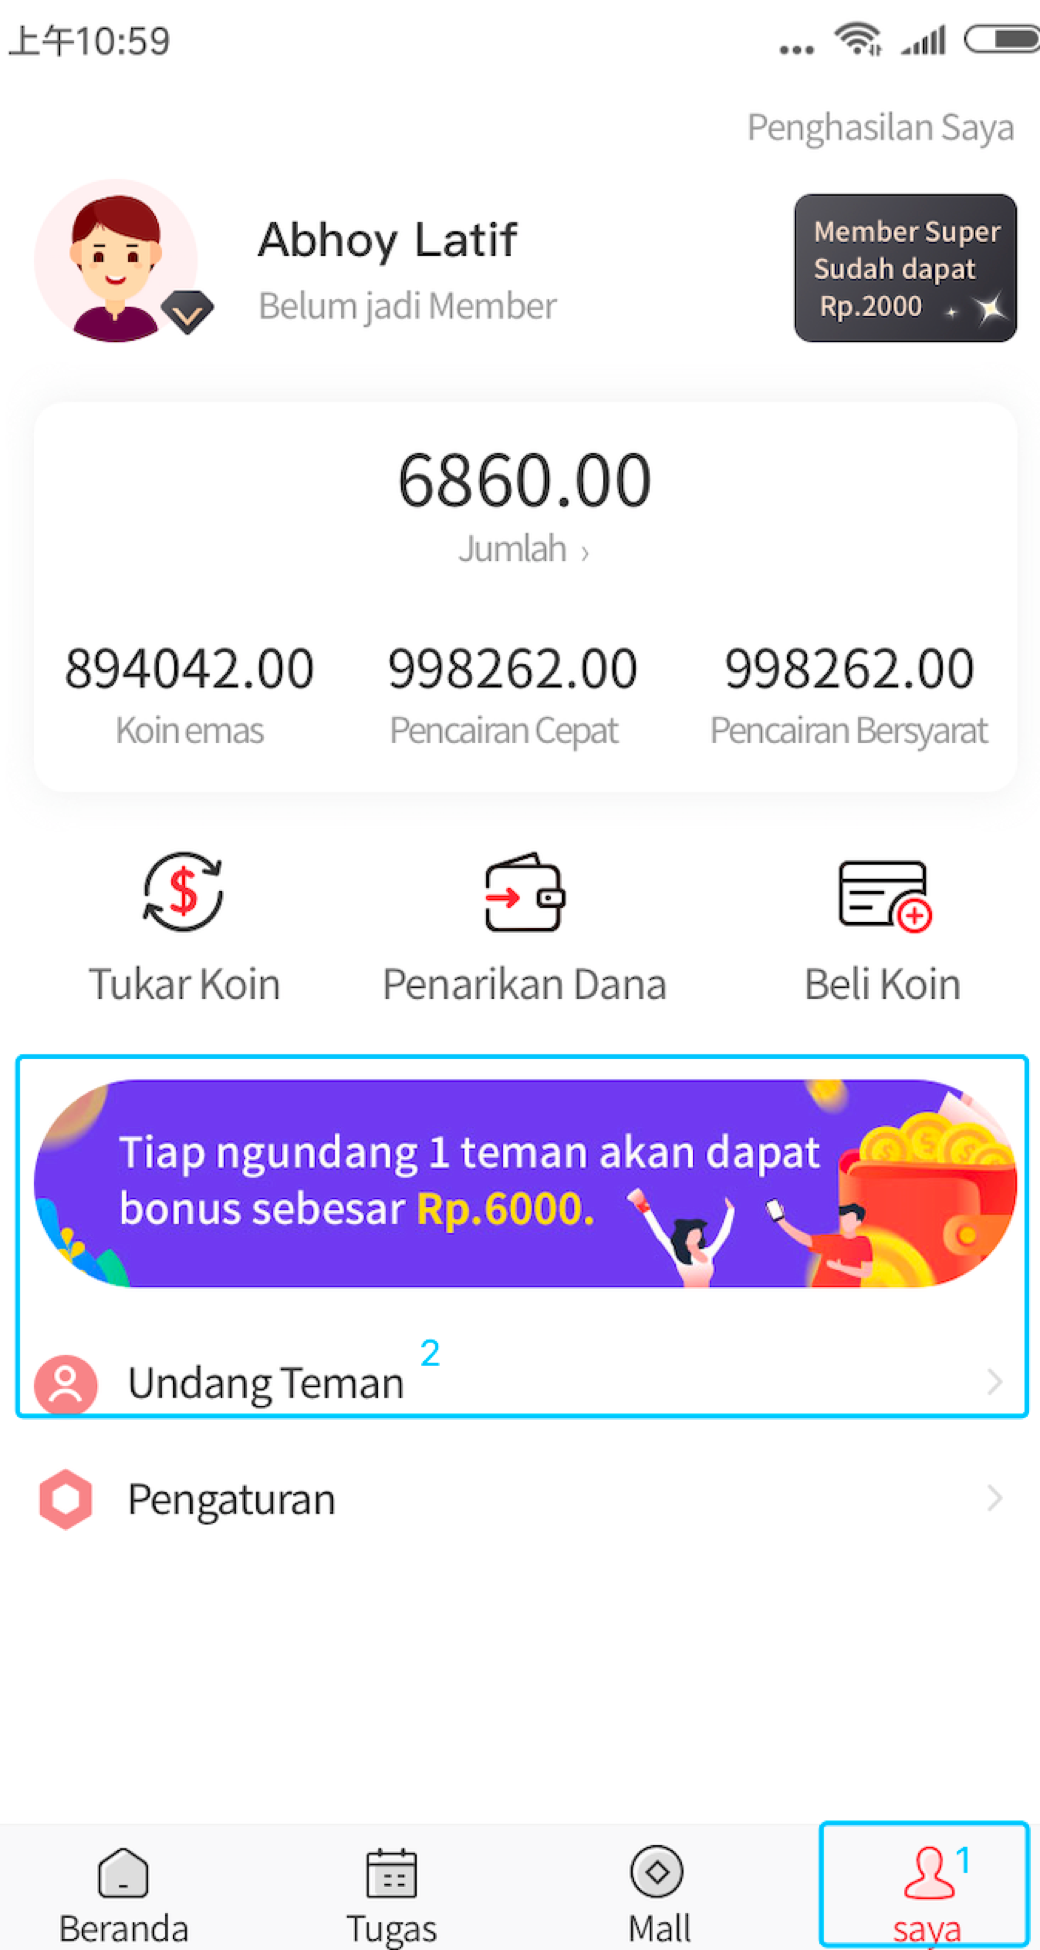 上午10:59
Penghasilan Saya
Abhoy Latif
Belum jadi Member
Member Super
Sudah dapat
Rp.2000
6860.00
Jumlah ›
894042.00 998262.00 998262.00
Koin emas Pencairan Cepat Pencairan Bersyarat
Tukar Koin Penarikan Dana Beli Koin
Tiap ngundang 1 teman akan dapat
bonus sebesar Rp.6000.
Undang Teman 2
Pengaturan
1
Beranda Tugas Mall saya